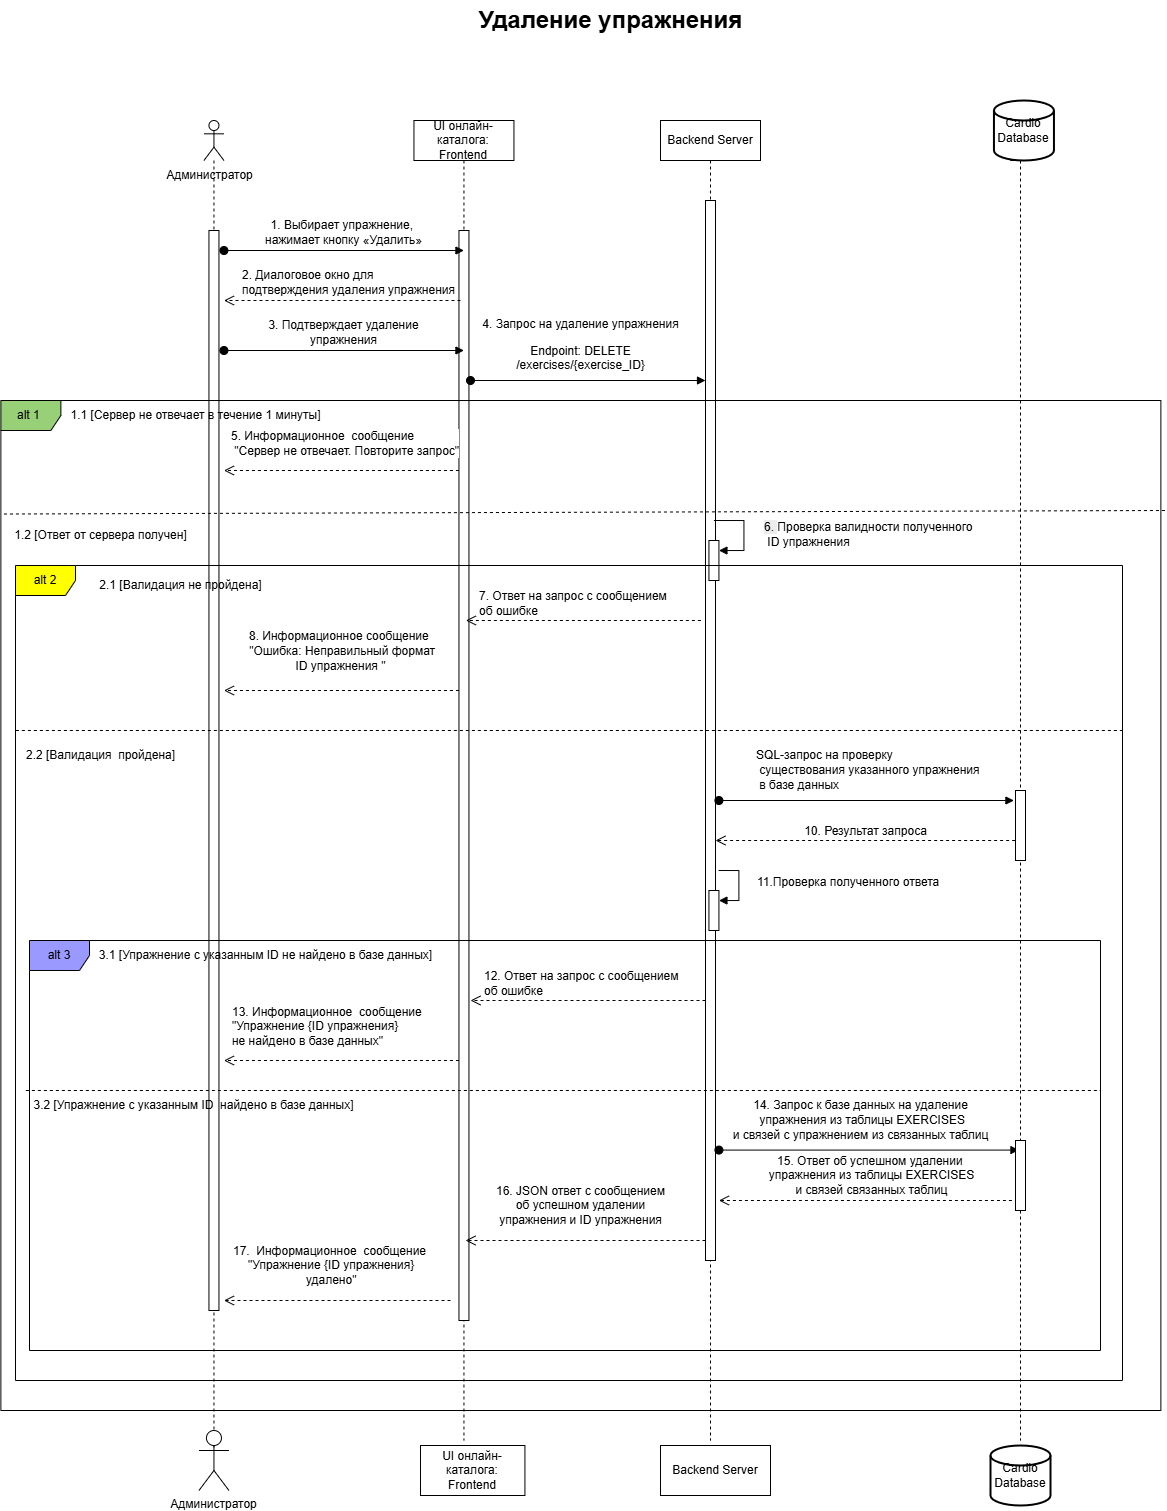 Удаление упражнения
Администратор
UI онлайн-
каталога:
Frontend
Backend Server
Cardio
Database
1. Выбирает упражнение,
нажимает кнопку «Удалить»
2. Диалоговое окно для
подтверждения удаления упражнения
3. Подтверждает удаление
упражнения
4. Запрос на удаление упражнения
Endpoint: DELETE
/exercises/{exercise_ID}
alt 1
1.1 [Сервер не отвечает в течение 1 минуты]
5. Информационное сообщение
"Сервер не отвечает. Повторите запрос"
1.2 [Ответ от сервера получен]
6. Проверка валидности полученного
ID упражнения
alt 2
2.1 [Валидация не пройдена]
7. Ответ на запрос с сообщением
об ошибке
8. Информационное сообщение
"Ошибка: Неправильный формат
ID упражнения "
2.2 [Валидация пройдена]
SQL-запрос на проверку
существования указанного упражнения
в базе данных
10. Результат запроса
11.Проверка полученного ответа
alt 3
3.1 [Упражнение с указанным ID не найдено в базе данных]
12. Ответ на запрос с сообщением
об ошибке
13. Информационное сообщение
"Упражнение {ID упражнения}
не найдено в базе данных"
3.2 [Упражнение с указанным ID найдено в базе данных]
14. Запрос к базе данных на удаление
упражнения из таблицы EXERCISES
и связей с упражнением из связанных таблиц
15. Ответ об успешном удалении
упражнения из таблицы EXERCISES
и связей связанных таблиц
16. JSON ответ с сообщением
об успешном удалении
упражнения и ID упражнения
17. Информационное сообщение
"Упражнение {ID упражнения}
удалено"
Администратор
UI онлайн-
каталога:
Frontend
Backend Server
Cardio
Database